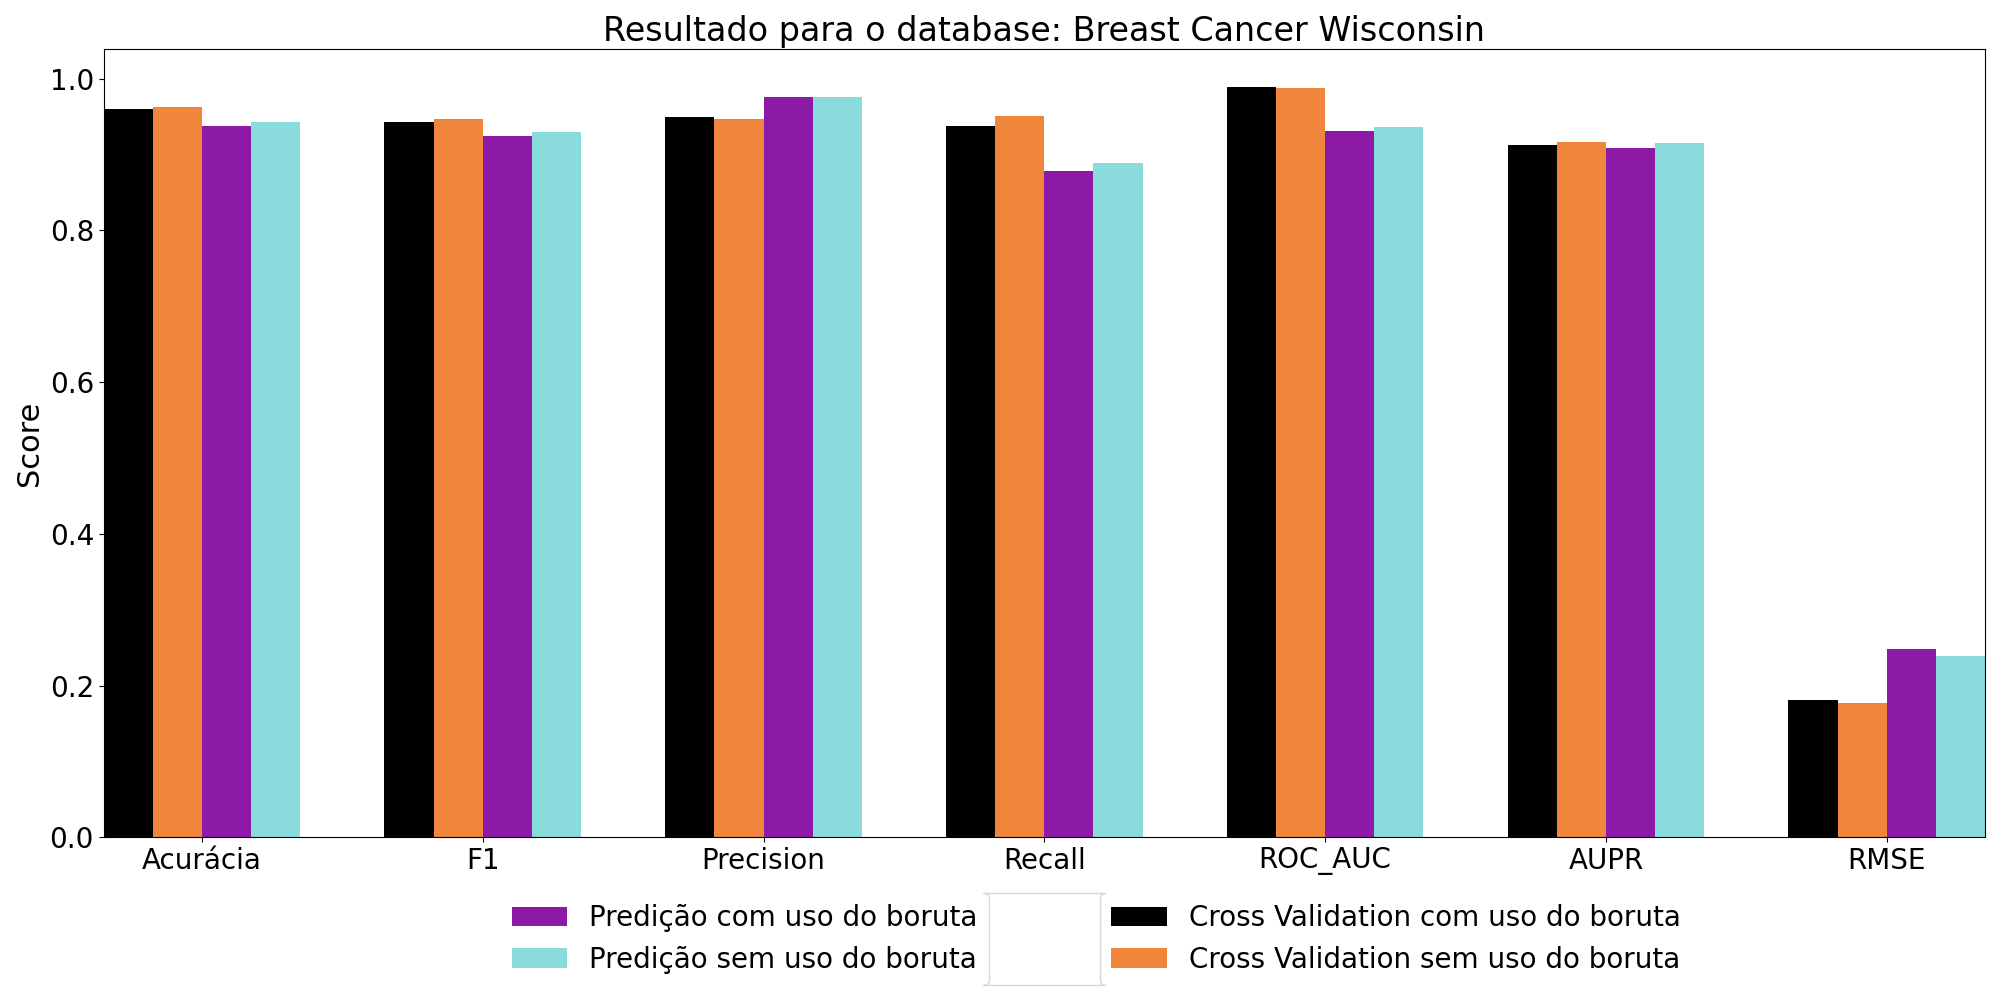 Resultado para o database: Breast Cancer Wisconsin
1.0
0.8
0.6
0.4
0.2
0.0
Score
Acurácia
F1
Precision
Recall
ROC_AUC
AUPR
RMSE
Predição com uso do boruta
Predição sem uso do boruta
Cross Validation com uso do boruta
Cross Validation sem uso do boruta